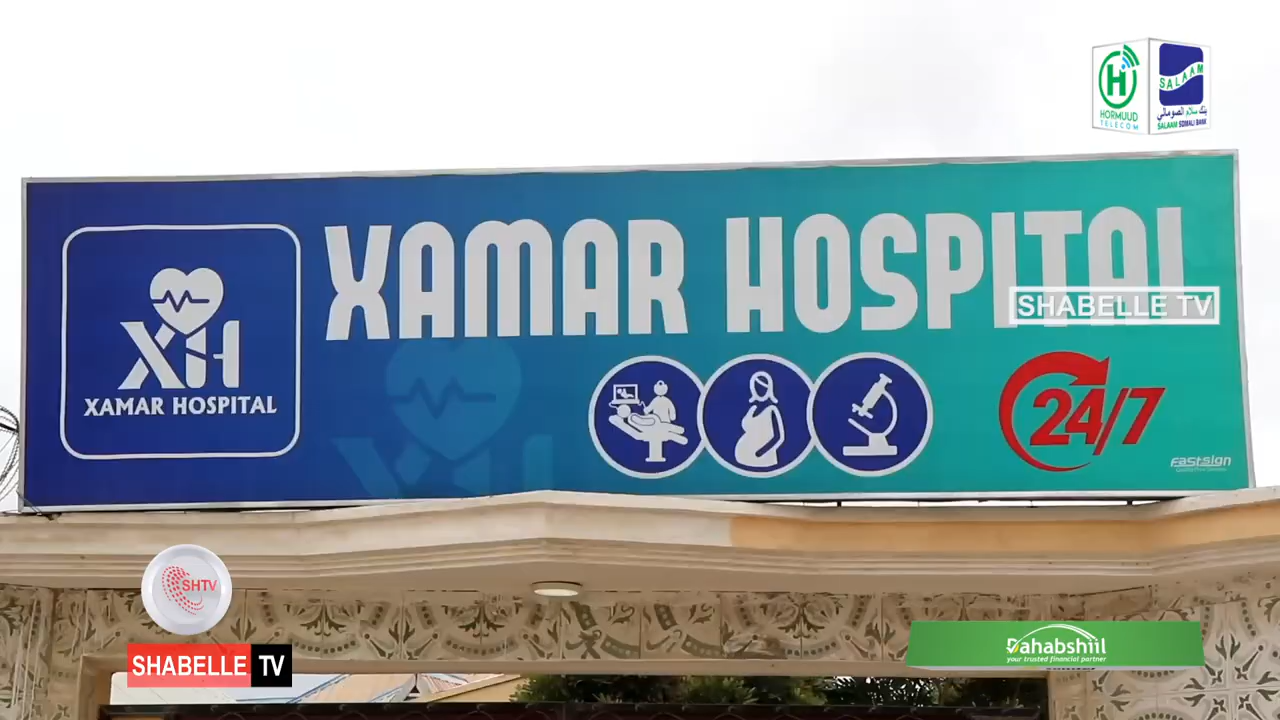 H
HORMUUD
TELECOM
SALAAM
بنك سلام الصومالي
SALAAM SOMALI BANK
XAMAR HOSPITAL
SHABELLE TV
XH
XAMAR HOSPITAL
24/7
Fastsign
SHTV
SHABELLE TV
Dahabshiil
your trusted financial partner